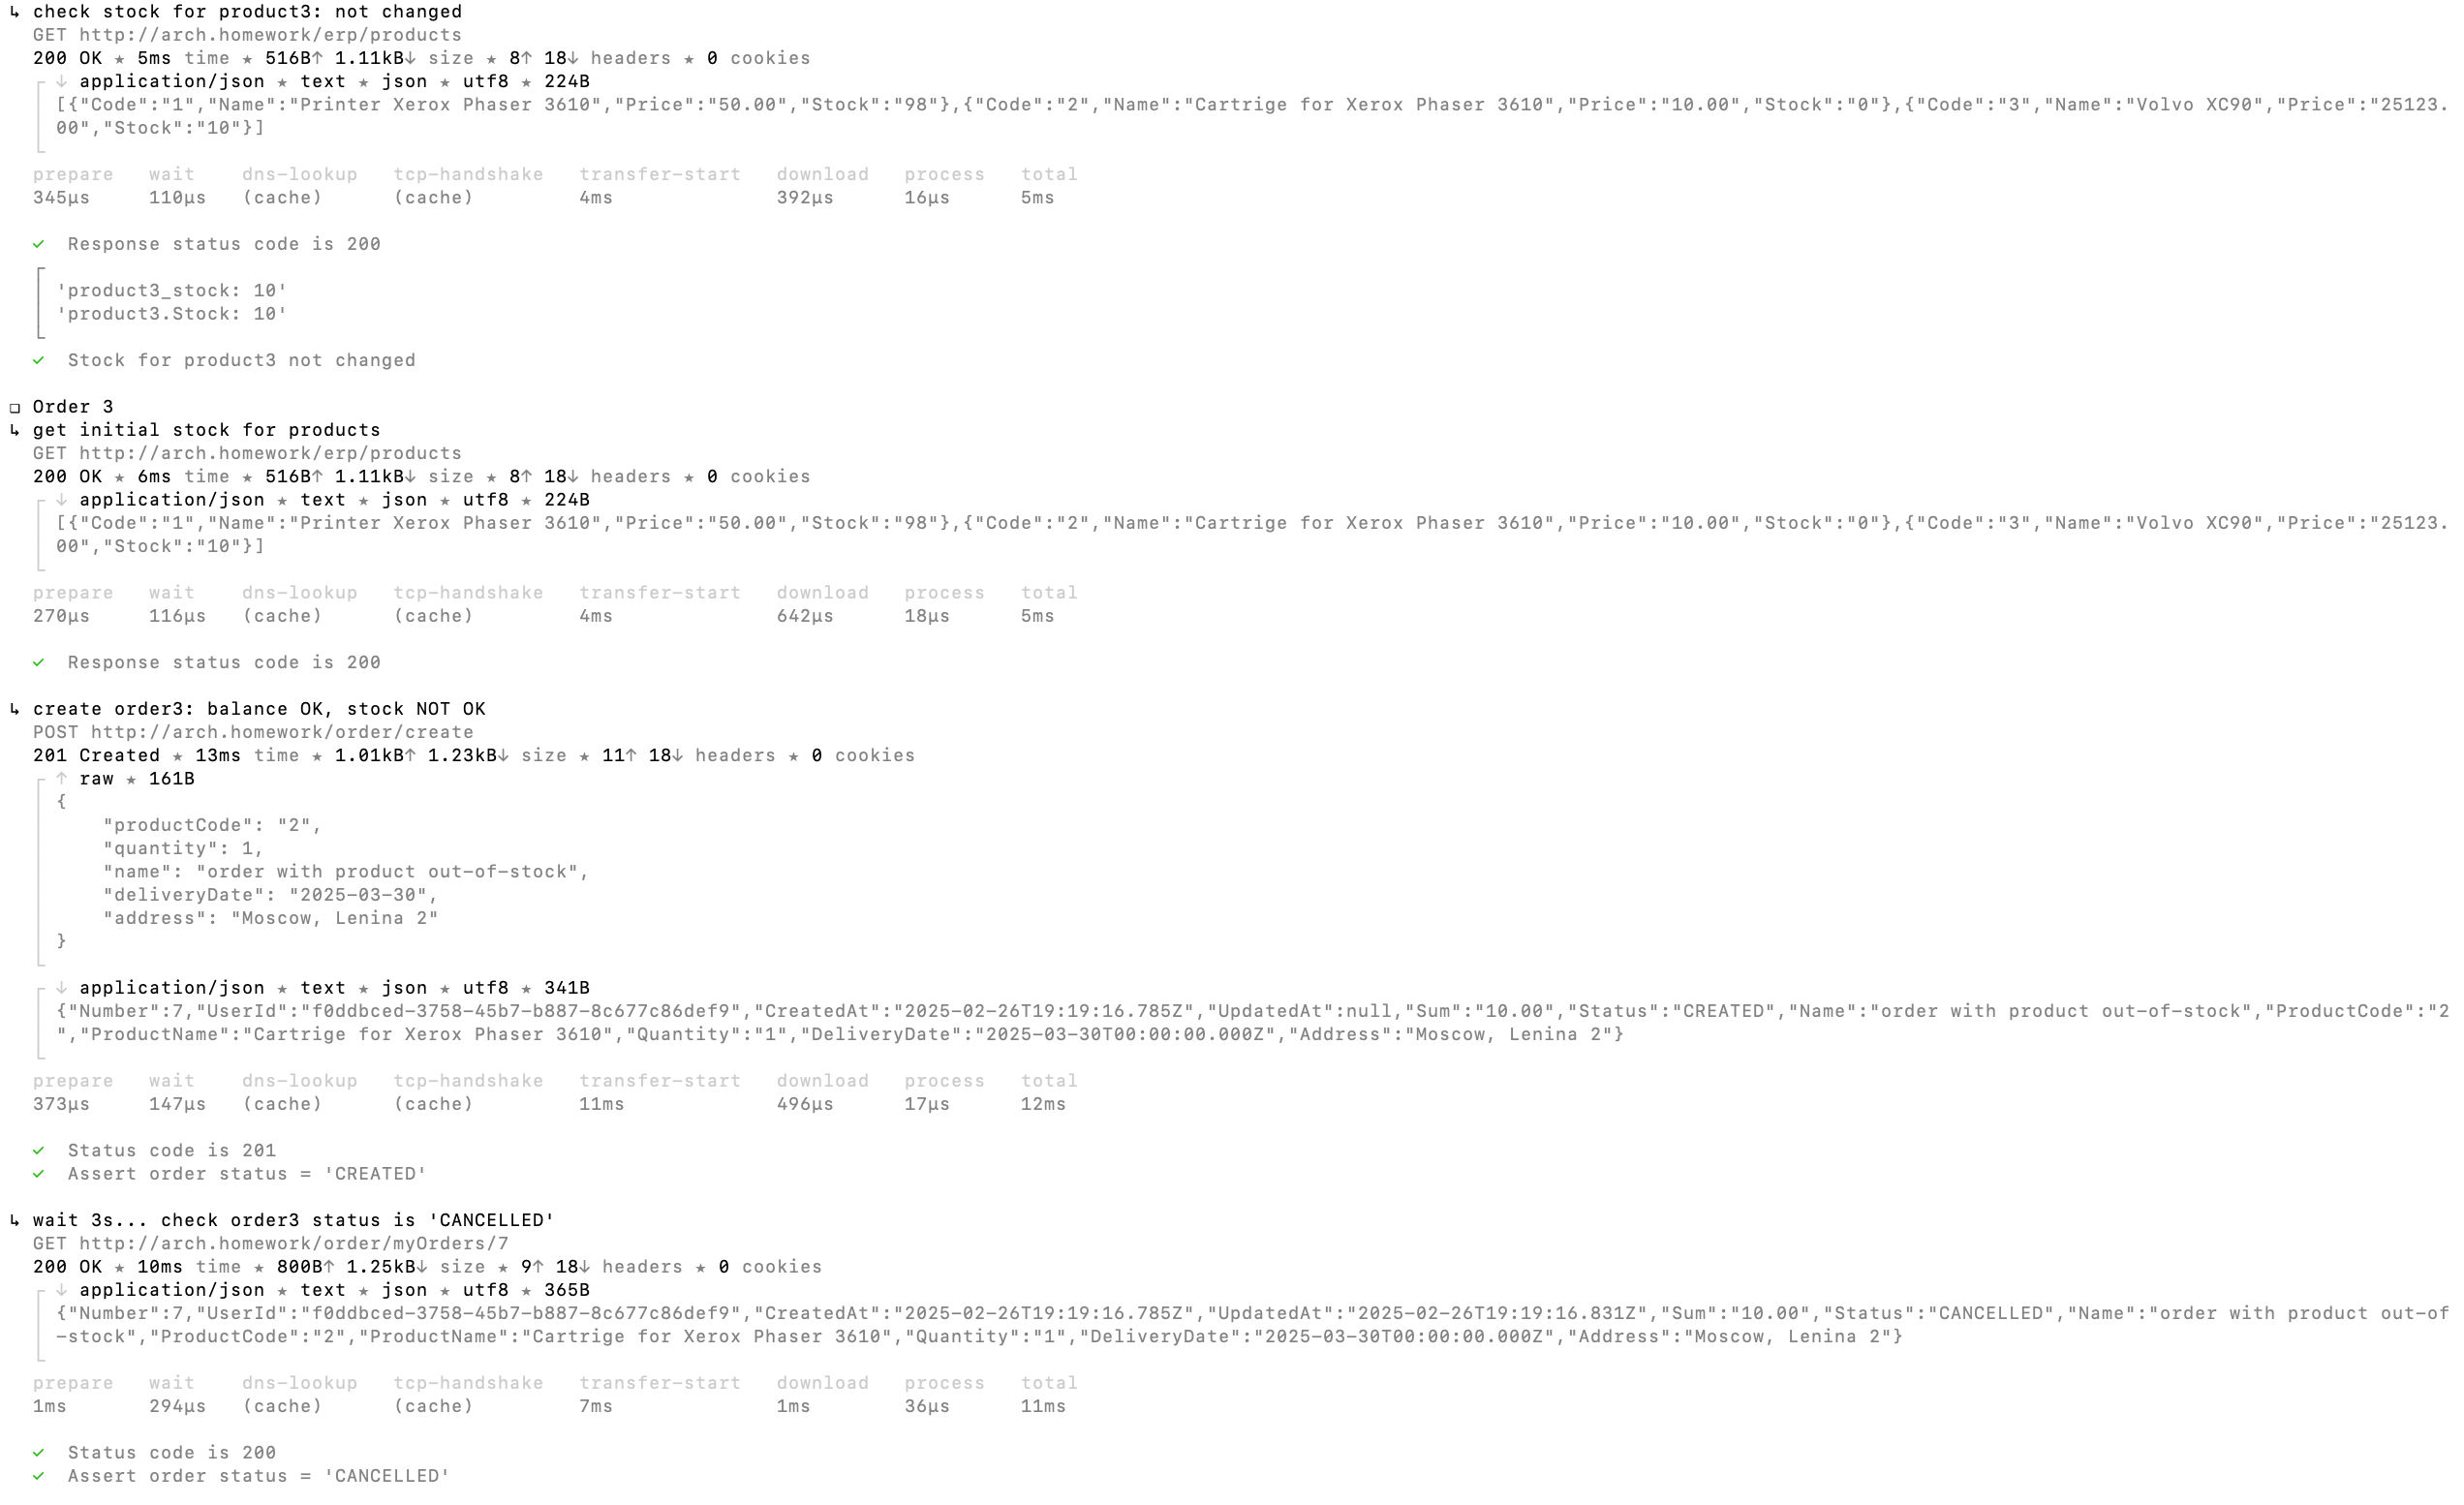 ↳ check stock for product3: not changed
GET http://arch.homework/erp/products
200 OK ★ 5ms time ★ 516B↑ 1.11kB↓ size ★ 8↑ 18↓ headers ★ 0 cookies
↓ application/json ★ text ★ json ★ utf8 ★ 224B
[{"Code":"1","Name":"Printer Xerox Phaser 3610","Price":"50.00","Stock":"98"},{"Code":"2","Name":"Cartrige for Xerox Phaser 3610","Price":"10.00","Stock":"0"},{"Code":"3","Name":"Volvo XC90","Price":"25123.
00","Stock":"10"}]
prepare wait dns-lookup tcp-handshake transfer-start download process total
345µs 110µs (cache) (cache) 4ms 392µs 16µs 5ms
✓ Response status code is 200
'product3_stock: 10'
'product3.Stock: 10'
✓ Stock for product3 not changed
❏ Order 3
↳ get initial stock for products
GET http://arch.homework/erp/products
200 OK ★ 6ms time ★ 516B↑ 1.11kB↓ size ★ 8↑ 18↓ headers ★ 0 cookies
↓ application/json ★ text ★ json ★ utf8 ★ 224B
[{"Code":"1","Name":"Printer Xerox Phaser 3610","Price":"50.00","Stock":"98"},{"Code":"2","Name":"Cartrige for Xerox Phaser 3610","Price":"10.00","Stock":"0"},{"Code":"3","Name":"Volvo XC90","Price":"25123.
00","Stock":"10"}]
prepare wait dns-lookup tcp-handshake transfer-start download process total
270µs 116µs (cache) (cache) 4ms 642µs 18µs 5ms
✓ Response status code is 200
↳ create order3: balance OK, stock NOT OK
POST http://arch.homework/order/create
201 Created ★ 13ms time ★ 1.01kB↑ 1.23kB↓ size ★ 11↑ 18↓ headers ★ 0 cookies
↑ raw ★ 161B
{
"productCode": "2",
"quantity": 1,
"name": "order with product out-of-stock",
"deliveryDate": "2025-03-30",
"address": "Moscow, Lenina 2"
}
↓ application/json ★ text ★ json ★ utf8 ★ 341B
{"Number":7,"UserId":"f0ddbced-3758-45b7-b887-8c677c86def9","CreatedAt":"2025-02-26T19:19:16.785Z","UpdatedAt":null,"Sum":"10.00","Status":"CREATED","Name":"order with product out-of-stock","ProductCode":"2
","ProductName":"Cartrige for Xerox Phaser 3610","Quantity":"1","DeliveryDate":"2025-03-30T00:00:00.000Z","Address":"Moscow, Lenina 2"}
prepare wait dns-lookup tcp-handshake transfer-start download process total
373µs 147µs (cache) (cache) 11ms 496µs 17µs 12ms
✓ Status code is 201
✓ Assert order status = 'CREATED'
↳ wait 3s... check order3 status is 'CANCELLED'
GET http://arch.homework/order/myOrders/7
200 OK ★ 10ms time ★ 800B↑ 1.25kB↓ size ★ 9↑ 18↓ headers ★ 0 cookies
↓ application/json ★ text ★ json ★ utf8 ★ 365B
{"Number":7,"UserId":"f0ddbced-3758-45b7-b887-8c677c86def9","CreatedAt":"2025-02-26T19:19:16.785Z","UpdatedAt":"2025-02-26T19:19:16.831Z","Sum":"10.00","Status":"CANCELLED","Name":"order with product out-of
-stock","ProductCode":"2","ProductName":"Cartrige for Xerox Phaser 3610","Quantity":"1","DeliveryDate":"2025-03-30T00:00:00.000Z","Address":"Moscow, Lenina 2"}
prepare wait dns-lookup tcp-handshake transfer-start download process total
1ms 294µs (cache) (cache) 7ms 1ms 36µs 11ms
✓ Status code is 200
✓ Assert order status = 'CANCELLED'